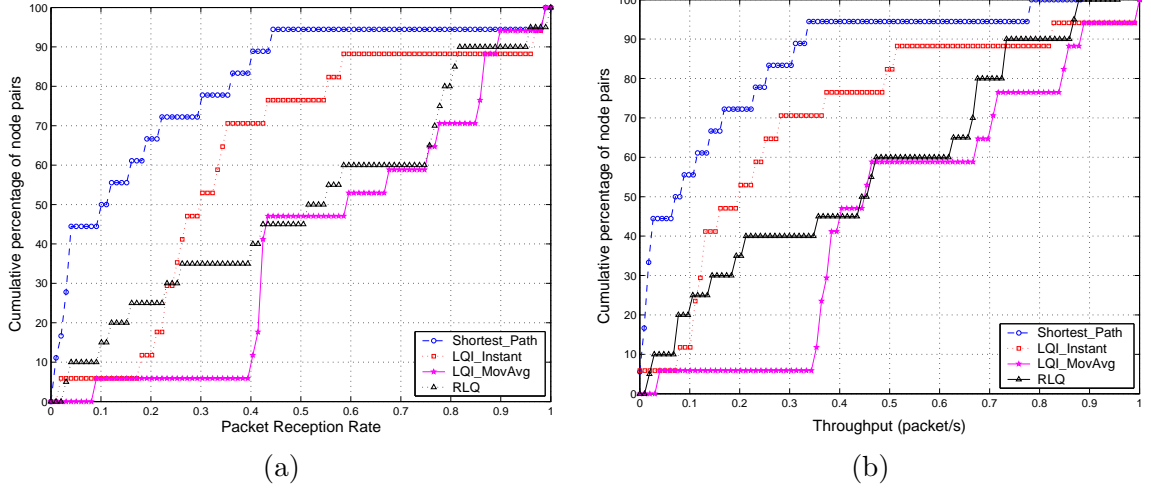 100
90
80
70
60
50
40
30
20
10
0
Cumulative percentage of node pairs
0 0.1 0.2 0.3 0.4 0.5 0.6 0.7 0.8 0.9 1
Packet Reception Rate
Shortest_Path
LQI_Instant
LQI_MovAvg
RLQ
(a)
100
90
80
70
60
50
40
30
20
10
0
Cumulative percentage of node pairs
0 0.1 0.2 0.3 0.4 0.5 0.6 0.7 0.8 0.9 1
Throughput (packet/s)
Shortest_Path
LQI_Instant
LQI_MovAvg
RLQ
(b)